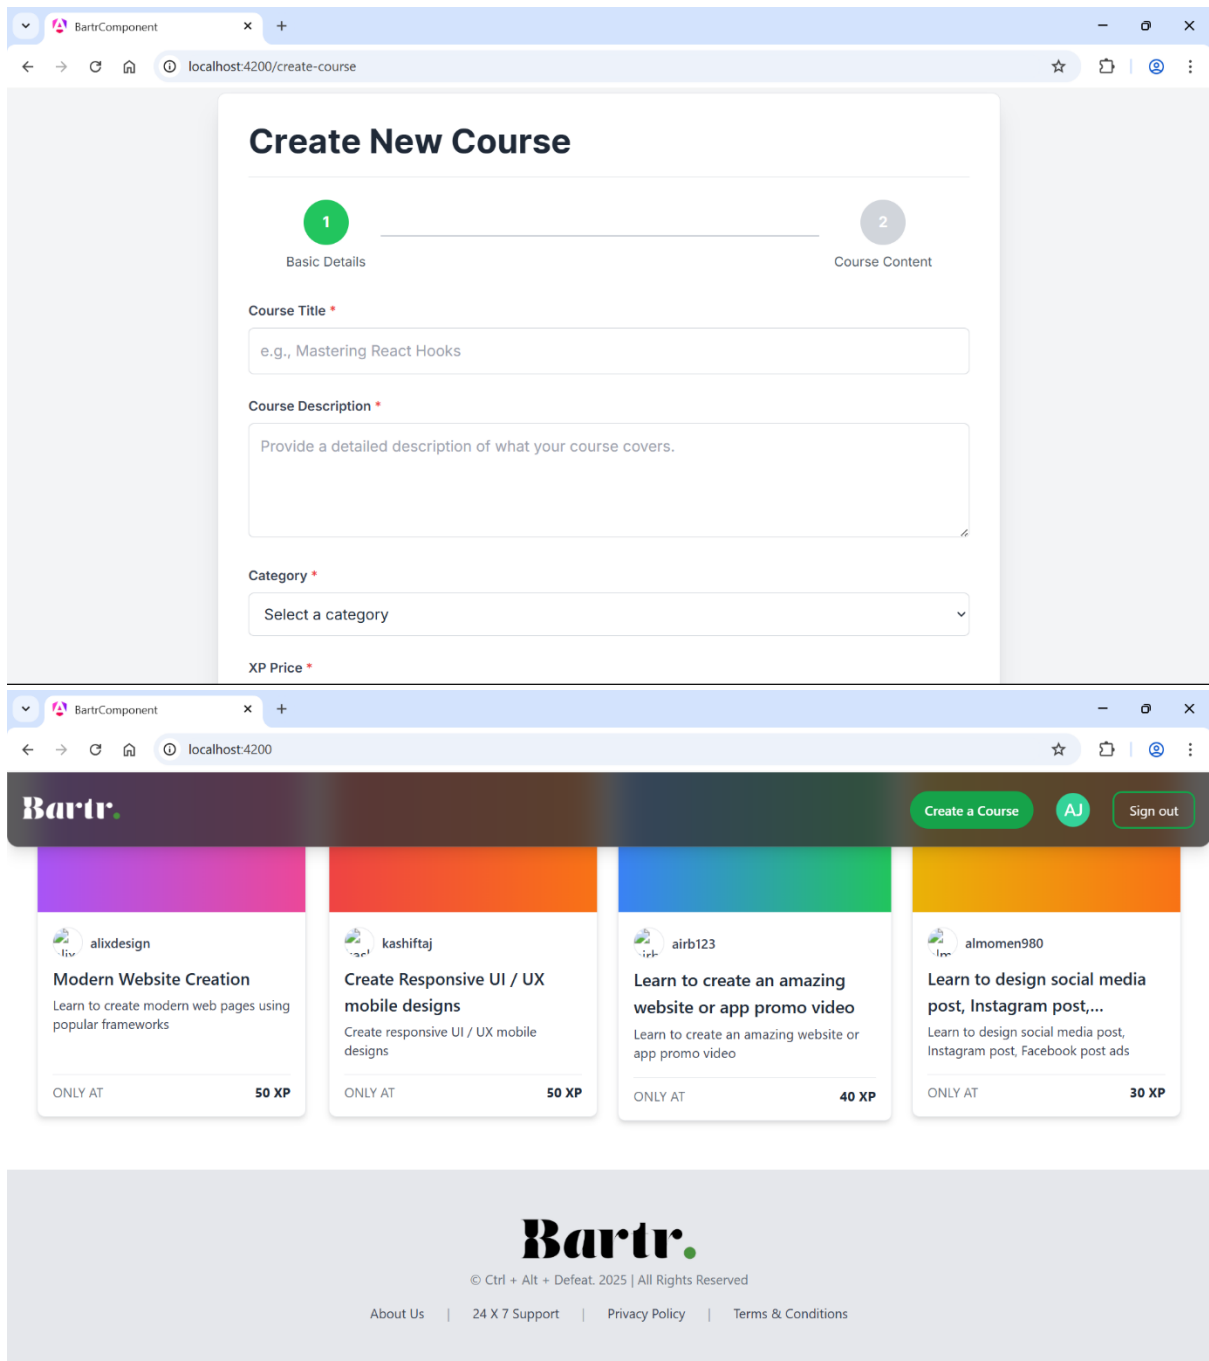 BartrComponent
localhost:4200/create-course
Create New Course
1
2
Basic Details
Course Content
Course Title *
e.g., Mastering React Hooks
Course Description *
Provide a detailed description of what your course covers.
Category *
Select a category
XP Price *
BartrComponent
localhost:4200
Bartr.
Create a Course
AJ
Sign out
alixdesign
Modern Website Creation
Learn to create modern web pages using
popular frameworks
ONLY AT
50 XP
kashiftaj
Create Responsive UI / UX
mobile designs
Create responsive UI / UX mobile
designs
ONLY AT
50 XP
airb123
Learn to create an amazing
website or app promo video
Learn to create an amazing website or
app promo video
ONLY AT
40 XP
almomen980
Learn to design social media
post, Instagram post,...
Learn to design social media post,
Instagram post, Facebook post ads
ONLY AT
30 XP
Bartr.
© Ctrl + Alt + Defeat. 2025 | All Rights Reserved
About Us | 24 X 7 Support | Privacy Policy | Terms & Conditions